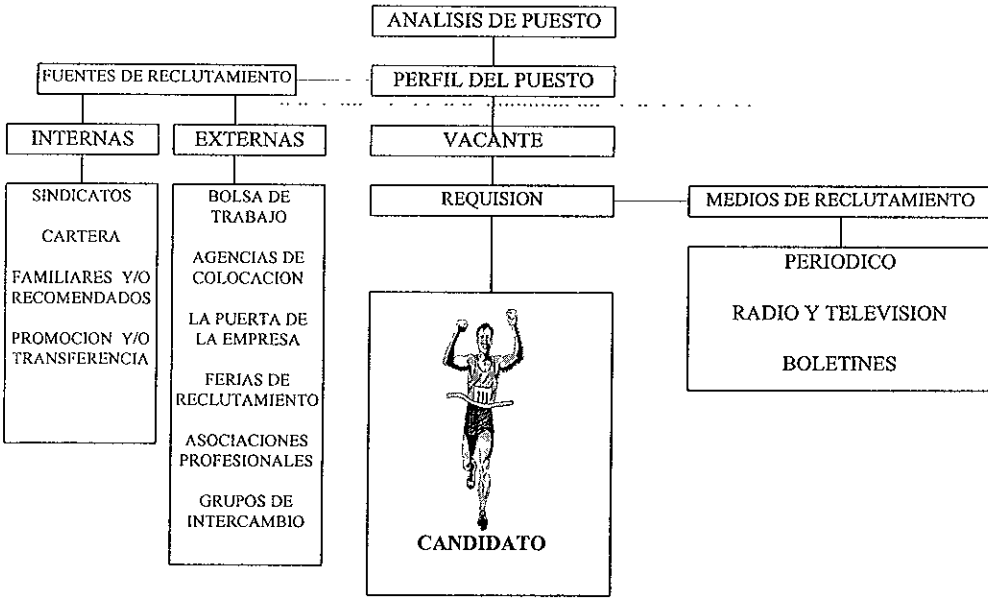 ANALISIS DE PUESTO
FUENTES DE RECLUTAMIENTO
PERFIL DEL PUESTO
INTERNAS
EXTERNAS
VACANTE
SINDICATOS
CARTERA
FAMILIARES Y/O
RECOMENDADOS
PROMOCION Y/O
TRANSFERENCIA
BOLSA DE
TRABAJO
AGENCIAS DE
COLOCACION
LA PUERTA DE
LA EMPRESA
FERIAS DE
RECLUTAMIENTO
ASOCIACIONES
PROFESIONALES
GRUPOS DE
INTERCAMBIO
REQUISION
MEDIOS DE RECLUTAMIENTO
PERIODICO
RADIO Y TELEVISION
BOLETINES
CANDIDATO